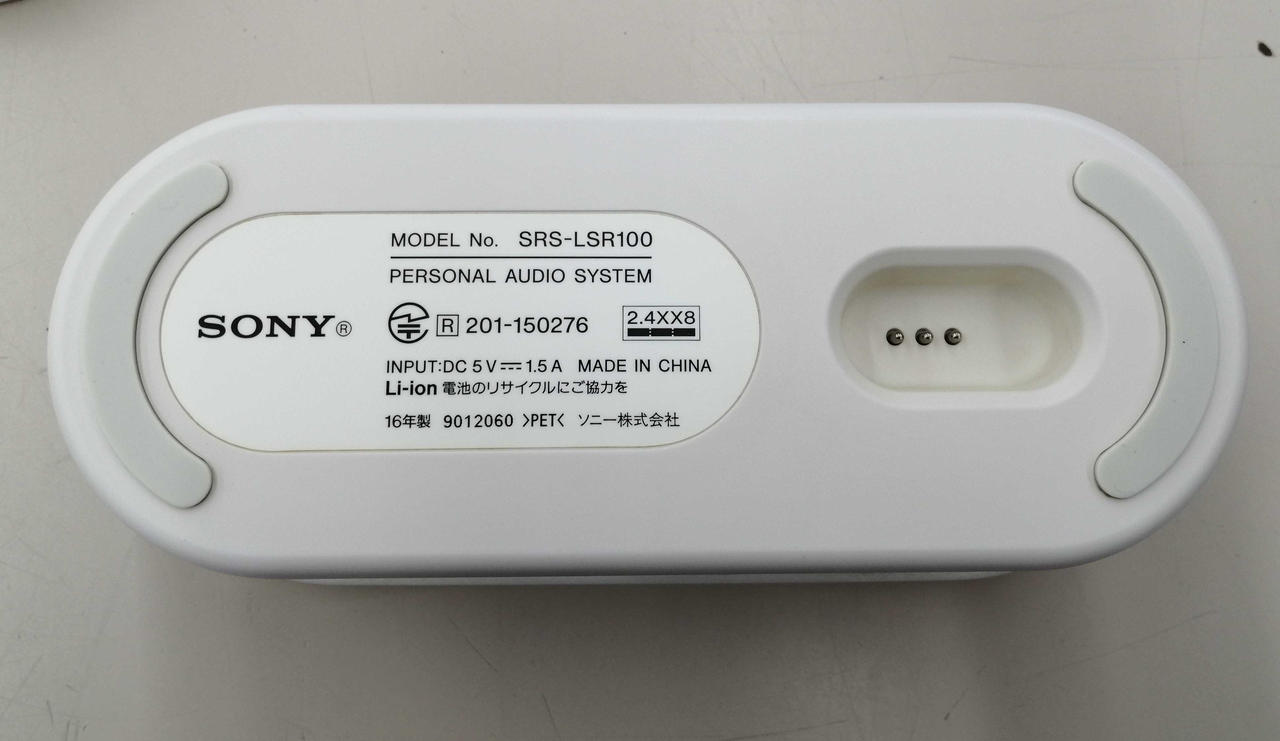 MODEL No. SRS-LSR100
PERSONAL AUDIO SYSTEM
SONY®
R 201-150276
2.4XX8
INPUT:DC 5V⎓1.5A MADE IN CHINA
Li-ion 電池のリサイクルにご協力を
16年製 9012060 >PET< ソニー株式会社